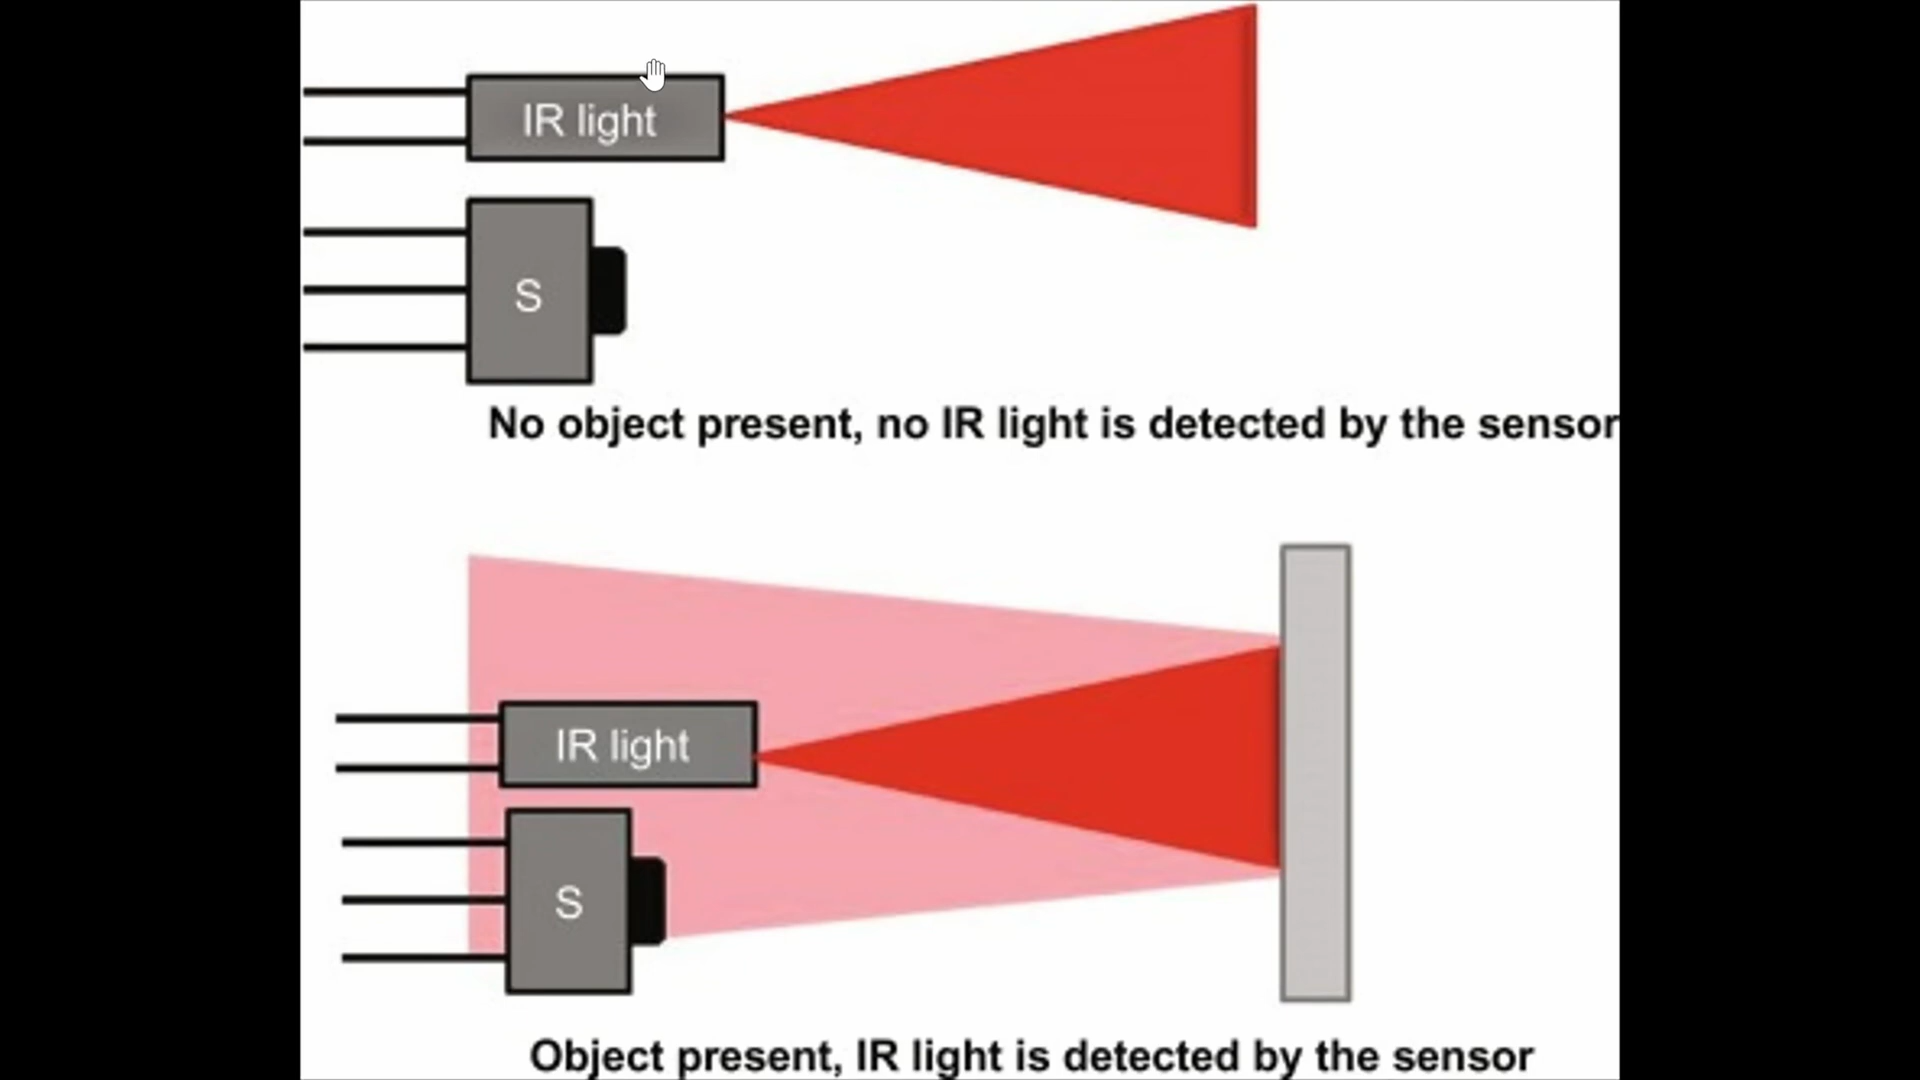 IR light
S
No object present, no IR light is detected by the sensor
IR light
S
Object present, IR light is detected by the sensor